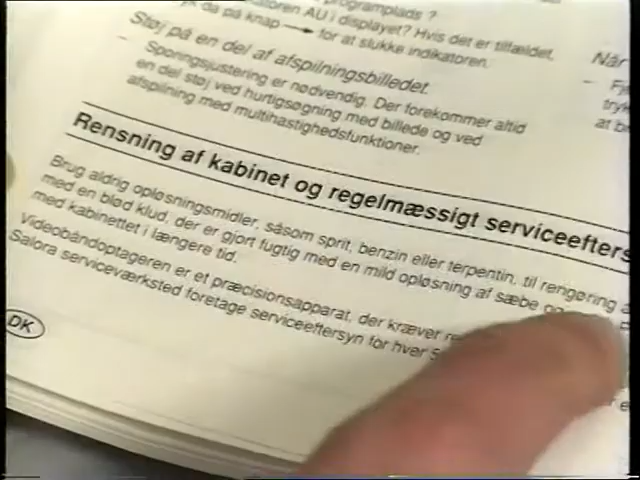 programplads ?
da på knap → for at slukke indikatoren.
AU i displayet? Hvis det er tilfældet,
Støj på en del af afspilningsbilledet.
– Sporingsjustering er nødvendig. Der forekommer altid
en del støj ved hurtigsøgning med billede og ved
afspilning med multihastighedsfunktioner.
Når
–
at
Rensning af kabinet og regelmæssigt serviceefters
Brug aldrig opløsningsmidler, såsom sprit, benzin eller terpentin, til rengøring
med en blød klud, der er gjort fugtig med en mild opløsning af sæbe
med kabinettet i længere tid.
Videobåndoptageren er et præcisionsapparat, der kræver
Salora serviceværksted foretage serviceeftersyn for hver
DK